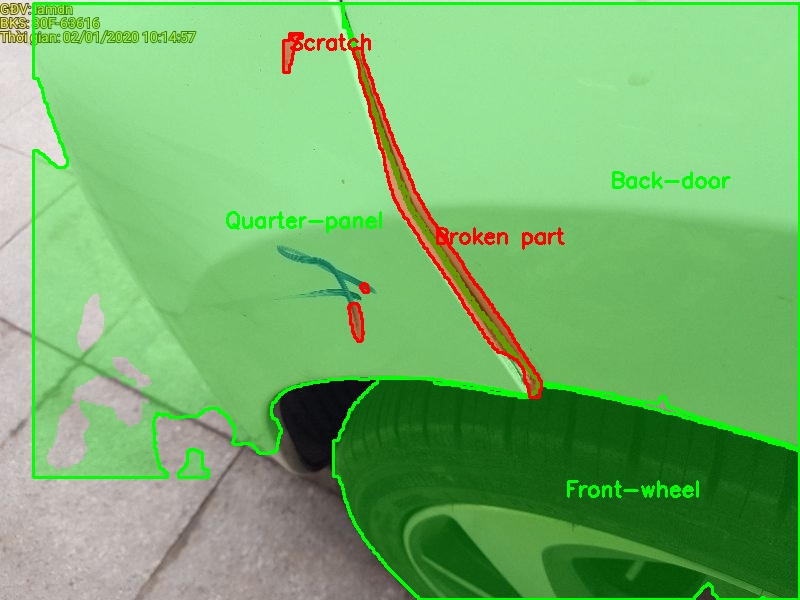 GĐV: lamdn
BKS: 30F-63616
Thời gian: 02/01/2020 10:14:57
Scratch
Back-door
Quarter-panel
Broken part
Front-wheel